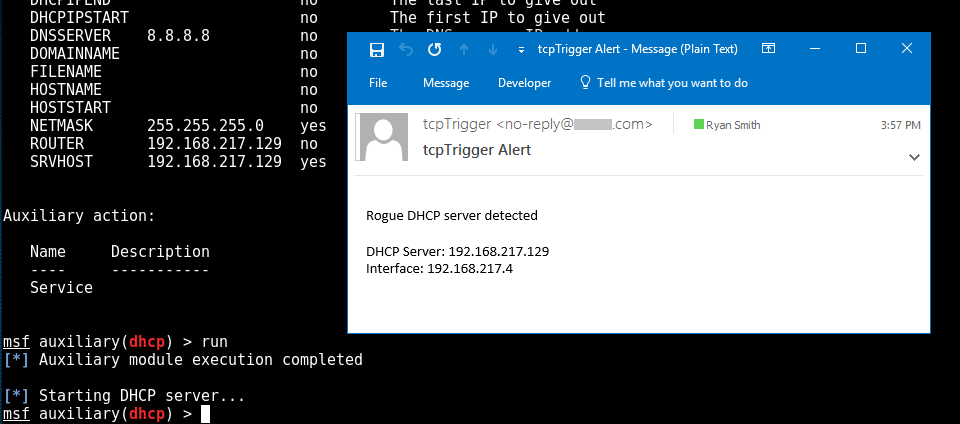 DHCPIPEND no The last IP to give out
DHCPIPSTART no The first IP to give out
DNSSERVER 8.8.8.8 no
DOMAINNAME no
FILENAME no
HOSTNAME no
HOSTSTART no
NETMASK 255.255.255.0 yes
ROUTER 192.168.217.129 no
SRVHOST 192.168.217.129 yes
Auxiliary action:
Name Description
---- -----------
Service
msf auxiliary(dhcp) > run
[*] Auxiliary module execution completed
[*] Starting DHCP server...
msf auxiliary(dhcp) >
tcpTrigger Alert - Message (Plain Text)
File Message Developer Tell me what you want to do
tcpTrigger <no-reply@ .com> Ryan Smith 3:57 PM
tcpTrigger Alert
Rogue DHCP server detected
DHCP Server: 192.168.217.129
Interface: 192.168.217.4